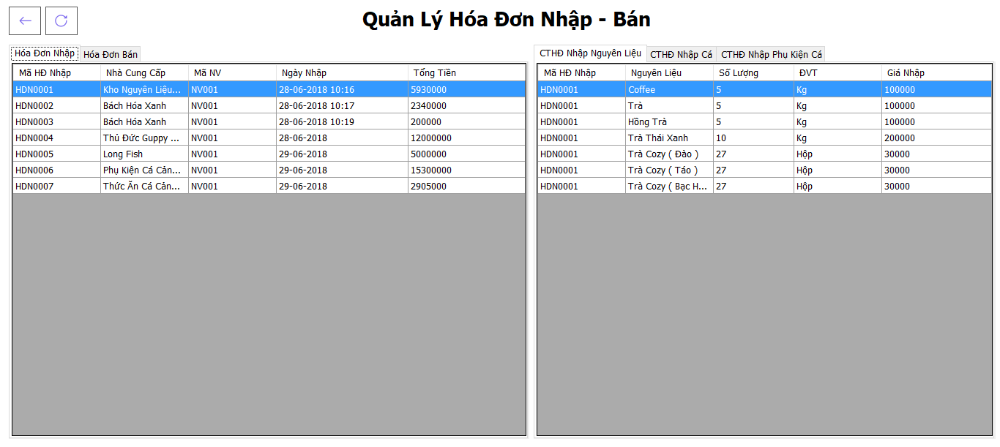 Quản Lý Hóa Đơn Nhập - Bán
Hóa Đơn Nhập Hóa Đơn Bán
Mã HĐ Nhập Nhà Cung Cấp Mã NV Ngày Nhập Tổng Tiền
HDN0001 Kho Nguyên Liệu... NV001 28-06-2018 10:16 5930000
HDN0002 Bách Hóa Xanh NV001 28-06-2018 10:17 2340000
HDN0003 Bách Hóa Xanh NV001 28-06-2018 10:19 200000
HDN0004 Thủ Đức Guppy ... NV001 28-06-2018 12000000
HDN0005 Long Fish NV001 29-06-2018 5000000
HDN0006 Phụ Kiện Cá Cản... NV001 29-06-2018 15300000
HDN0007 Thức Ăn Cá Cản... NV001 29-06-2018 2905000
CTHĐ Nhập Nguyên Liệu CTHĐ Nhập Cá CTHĐ Nhập Phụ Kiện Cá
Mã HĐ Nhập Nguyên Liệu Số Lượng ĐVT Giá Nhập
HDN0001 Coffee 5 Kg 100000
HDN0001 Trà 5 Kg 100000
HDN0001 Hồng Trà 5 Kg 100000
HDN0001 Trà Thái Xanh 10 Kg 200000
HDN0001 Trà Cozy ( Đào ) 27 Hộp 30000
HDN0001 Trà Cozy ( Táo ) 27 Hộp 30000
HDN0001 Trà Cozy ( Bạc H... 27 Hộp 30000